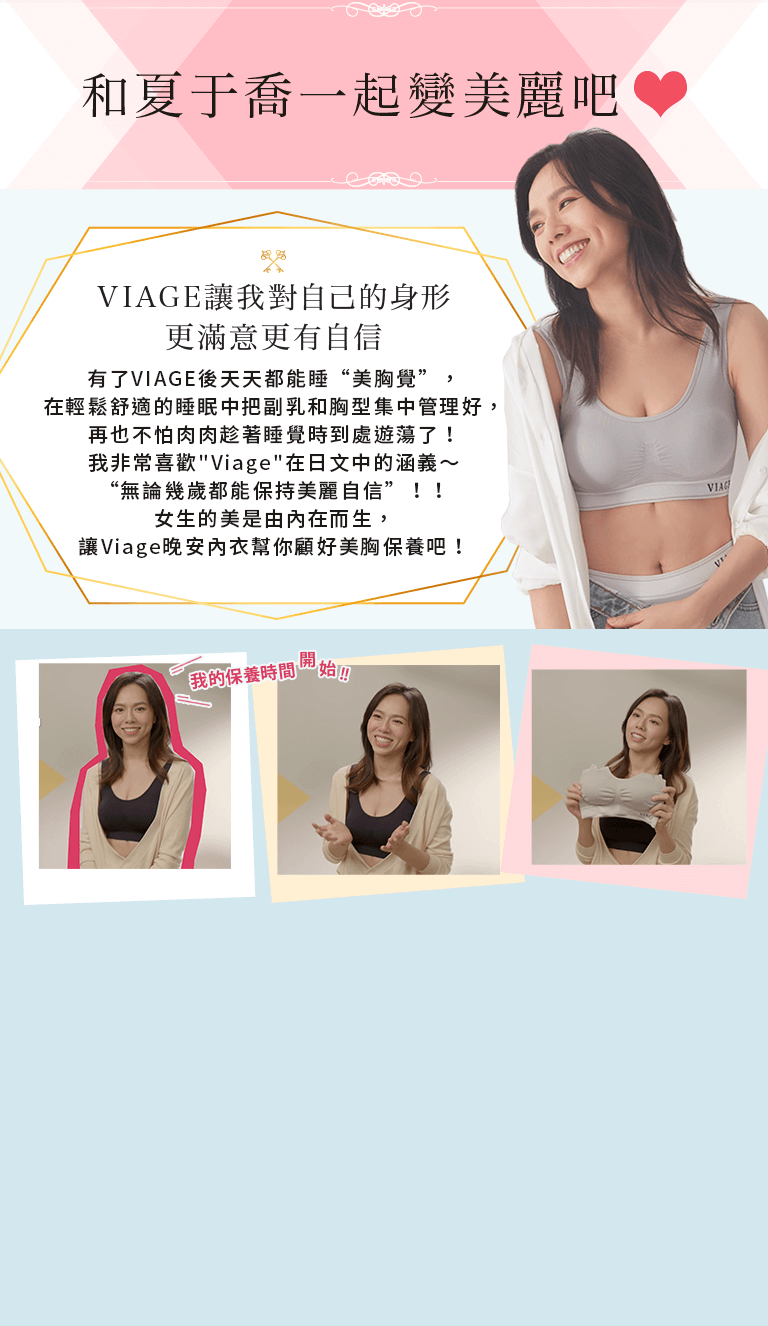 和夏于喬一起變美麗吧
VIAGE讓我對自己的身形
更滿意更有自信
有了VIAGE後天天都能睡“美胸覺”，
在輕鬆舒適的睡眠中把副乳和胸型集中管理好，
再也不怕肉肉趁著睡覺時到處遊蕩了！
我非常喜歡"Viage"在日文中的涵義～
“無論幾歲都能保持美麗自信”！！
女生的美是由內在而生，
讓Viage晚安內衣幫你顧好美胸保養吧！
VIAG
我的保養時間開始!!